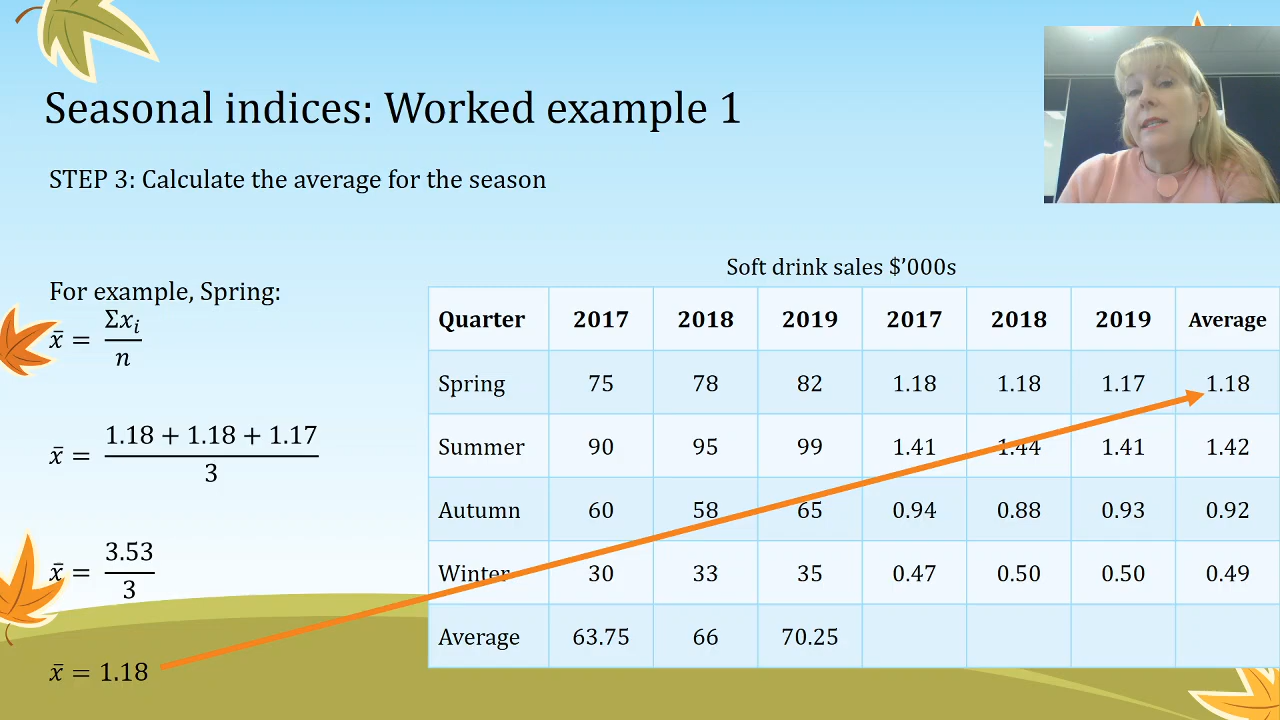 Seasonal indices: Worked example 1
STEP 3: Calculate the average for the season
For example, Spring:
x̄ = Σxᵢ / n
x̄ = 1.18 + 1.18 + 1.17 / 3
x̄ = 3.53 / 3
x̄ = 1.18
Soft drink sales $’000s
Quarter 2017 2018 2019 2017 2018 2019 Average
Spring 75 78 82 1.18 1.18 1.17 1.18
Summer 90 95 99 1.41 1.44 1.41 1.42
Autumn 60 58 65 0.94 0.88 0.93 0.92
Winter 30 33 35 0.47 0.50 0.50 0.49
Average 63.75 66 70.25